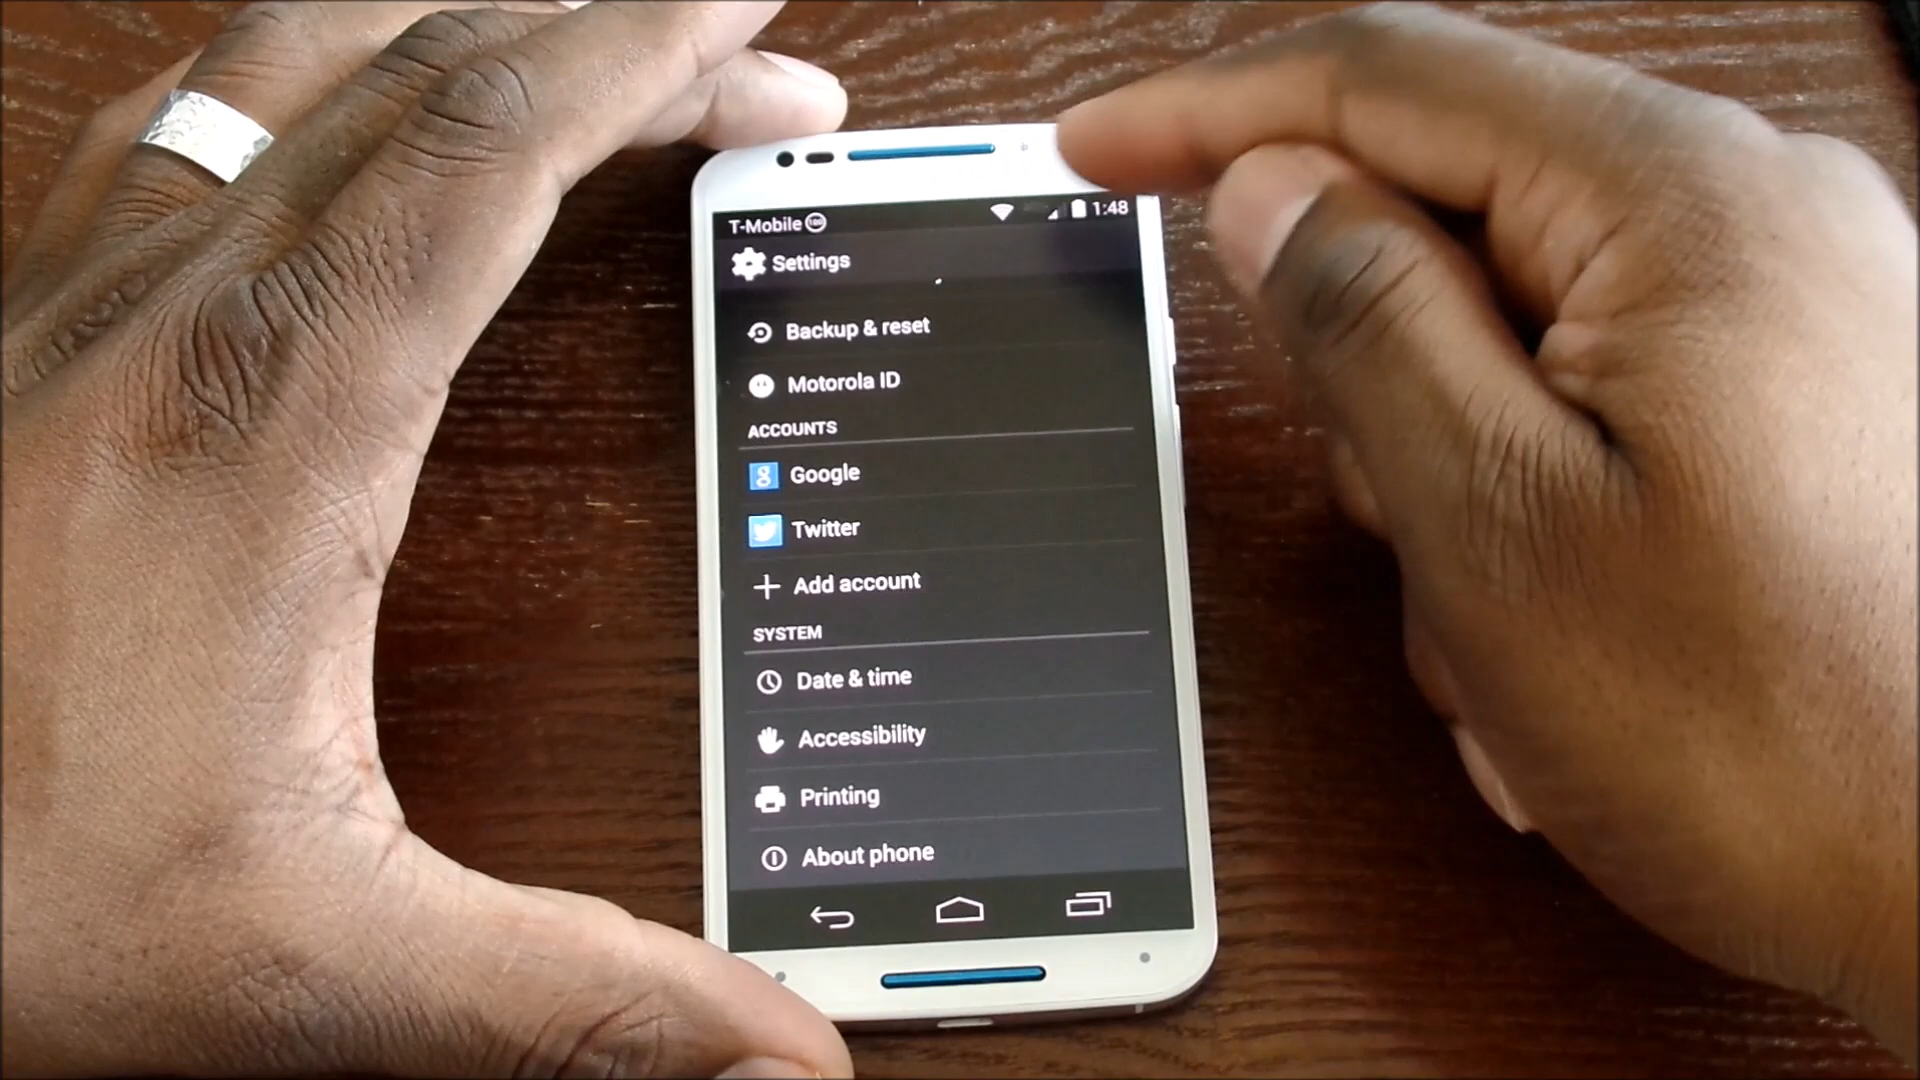 T-Mobile 100 1:48
Settings
Backup & reset
Motorola ID
ACCOUNTS
g Google
Twitter
Add account
SYSTEM
Date & time
Accessibility
Printing
About phone